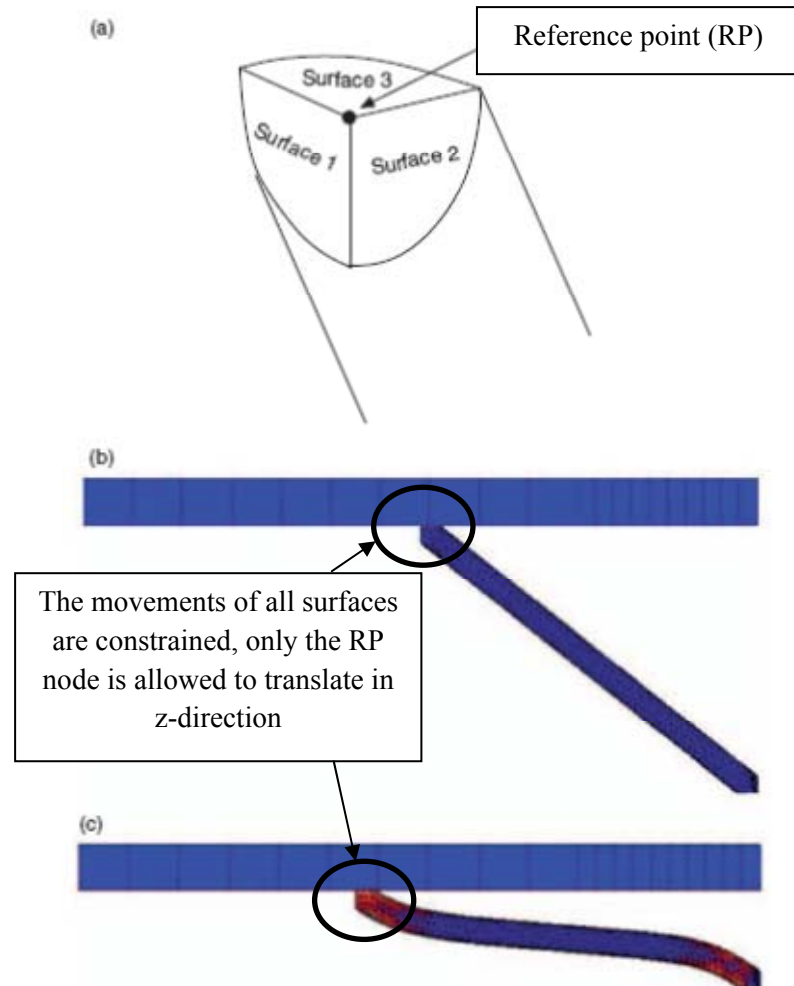 (a)
Reference point (RP)
Surface 3
Surface 1
Surface 2
(b)
The movements of all surfaces
are constrained, only the RP
node is allowed to translate in
z-direction
(c)